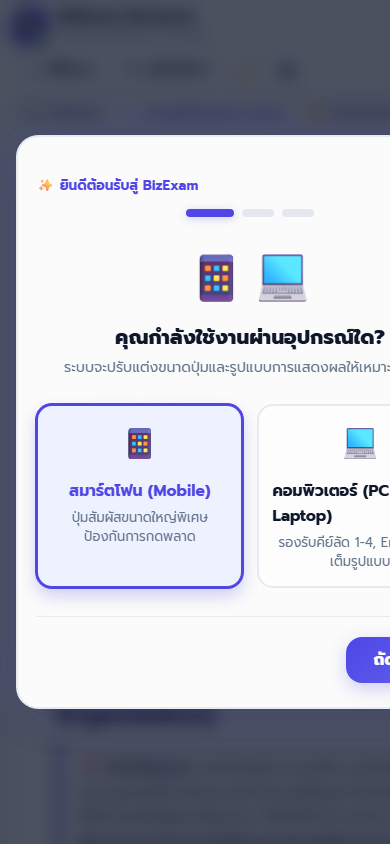 ✨ ยินดีต้อนรับสู่ BizExam
คุณกำลังใช้งานผ่านอุปกรณ์ใด?
ระบบจะปรับแต่งขนาดปุ่มและรูปแบบการแสดงผลให้เหมาะ
สมาร์ตโฟน (Mobile)
ปุ่มสัมผัสขนาดใหญ่พิเศษ
ป้องกันการกดพลาด
คอมพิวเตอร์ (PC
Laptop)
รองรับคีย์ลัด 1-4, E
เต็มรูปแบบ